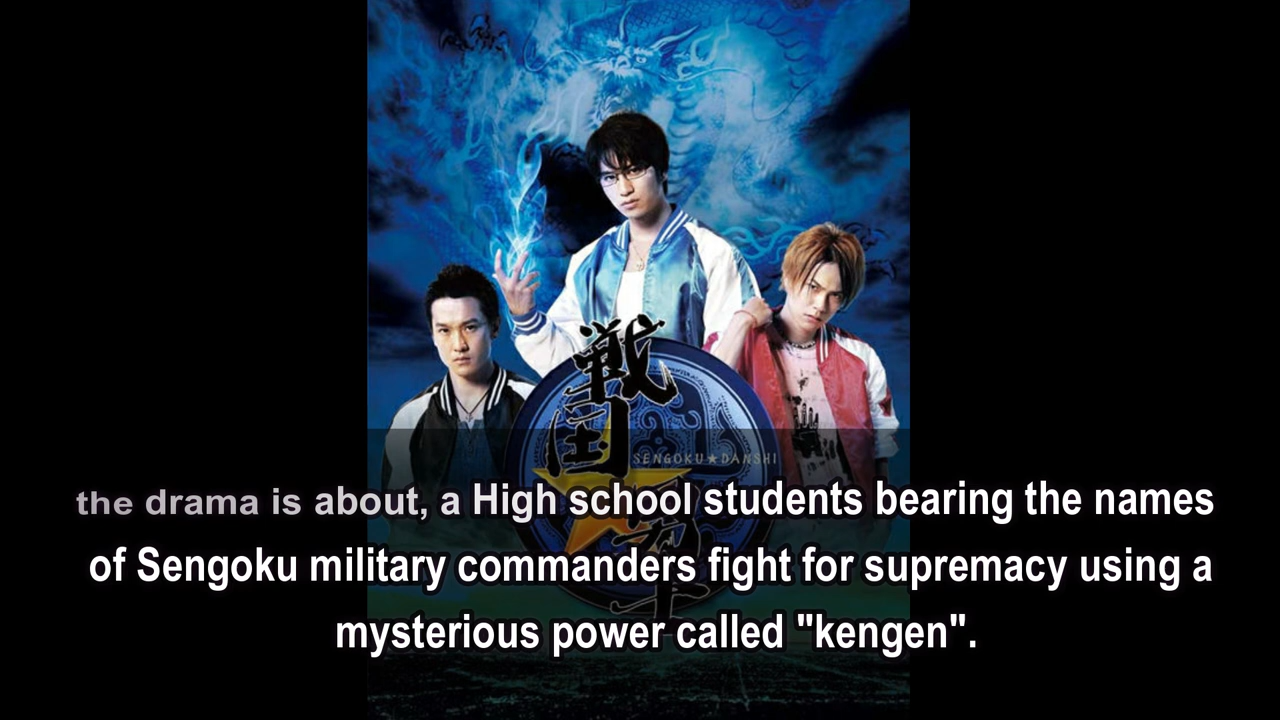 戦国
SENGOKU★DANSHI
the drama is about, a High school students bearing the names
of Sengoku military commanders fight for supremacy using a
mysterious power called "kengen".